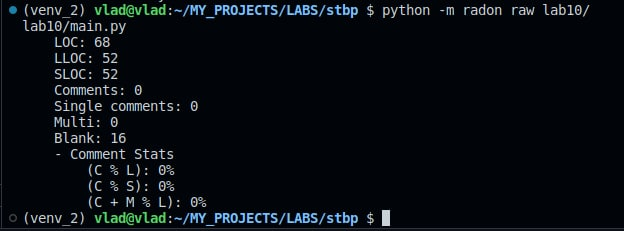 (venv_2) vlad@vlad:~/MY_PROJECTS/LABS/stbp $ python -m radon raw lab10/
lab10/main.py
    LOC: 68
    LLOC: 52
    SLOC: 52
    Comments: 0
    Single comments: 0
    Multi: 0
    Blank: 16
    - Comment Stats
        (C % L): 0%
        (C % S): 0%
        (C + M % L): 0%
(venv_2) vlad@vlad:~/MY_PROJECTS/LABS/stbp $